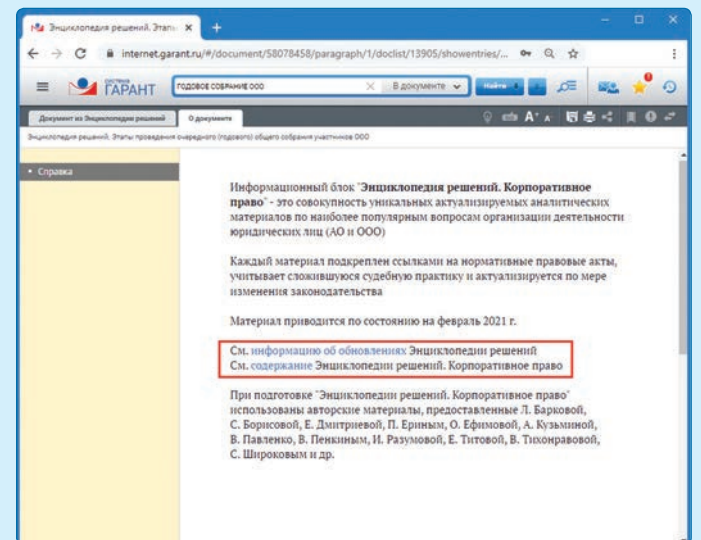 Энциклопедия решений. Этап
internet.garant.ru/#/document/58078458/paragraph/1/doclist/13905/showentries/...
СИСТЕМА
ГАРАНТ
ГОДОВОЕ СОБРАНИЕ ООО
В документе
Найти
Документ из Энциклопедии решений
О документе
Энциклопедия решений. Этапы проведения очередного (годового) общего собрания участников ООО
• Справка
Информационный блок "Энциклопедия решений. Корпоративное
право" - это совокупность уникальных актуализируемых аналитических
материалов по наиболее популярным вопросам организации деятельности
юридических лиц (АО и ООО)
Каждый материал подкреплен ссылками на нормативные правовые акты,
учитывает сложившуюся судебную практику и актуализируется по мере
изменения законодательства
Материал приводится по состоянию на февраль 2021 г.
См. информацию об обновлениях Энциклопедии решений
См. содержание Энциклопедии решений. Корпоративное право
При подготовке "Энциклопедии решений. Корпоративное право"
использованы авторские материалы, предоставленные Л. Барковой,
С. Борисовой, Е. Дмитриевой, П. Ериным, О. Ефимовой, А. Кузьминой,
В. Павленко, В. Пенкиным, И. Разумовой, Е. Титовой, В. Тихонравовой,
С. Широковым и др.